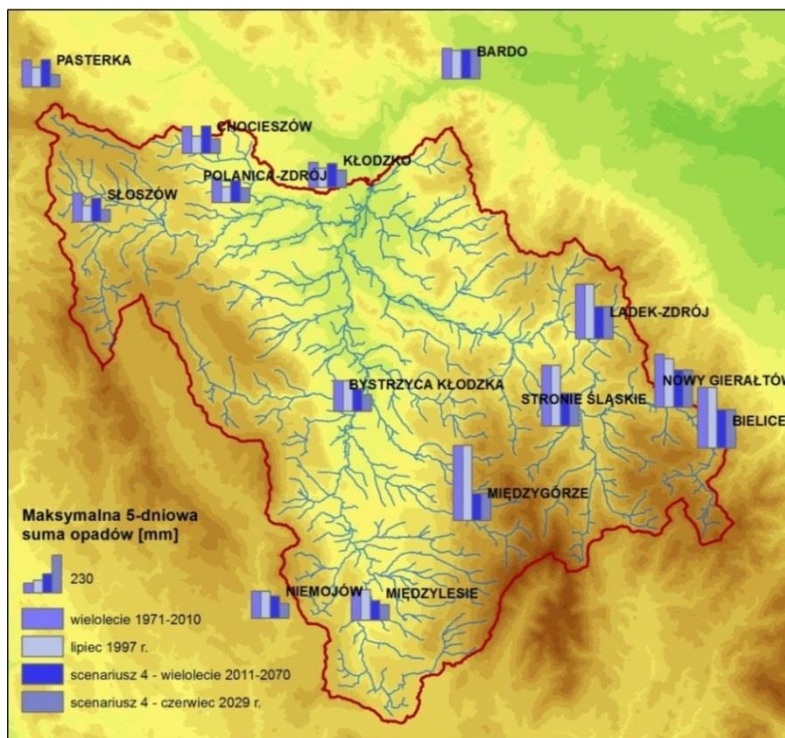 PASTERKA
BARDO
CHOCIESZÓW
KŁODZKO
POLANICA-ZDRÓJ
SŁOSZÓW
ŁADEK-ZDRÓJ
BYSTRZYCA KŁODZKA
NOWY GIERAŁTÓW
STRONIE ŚLĄSKIE
BIELICE
MIĘDZYGÓRZE
NIEMOJÓW
MIĘDZYLESIE
Maksymalna 5-dniowa
suma opadów [mm]
230
wielolecie 1971-2010
lipiec 1997 r.
scenariusz 4 - wielolecie 2011-2070
scenariusz 4 - czerwiec 2029 r.